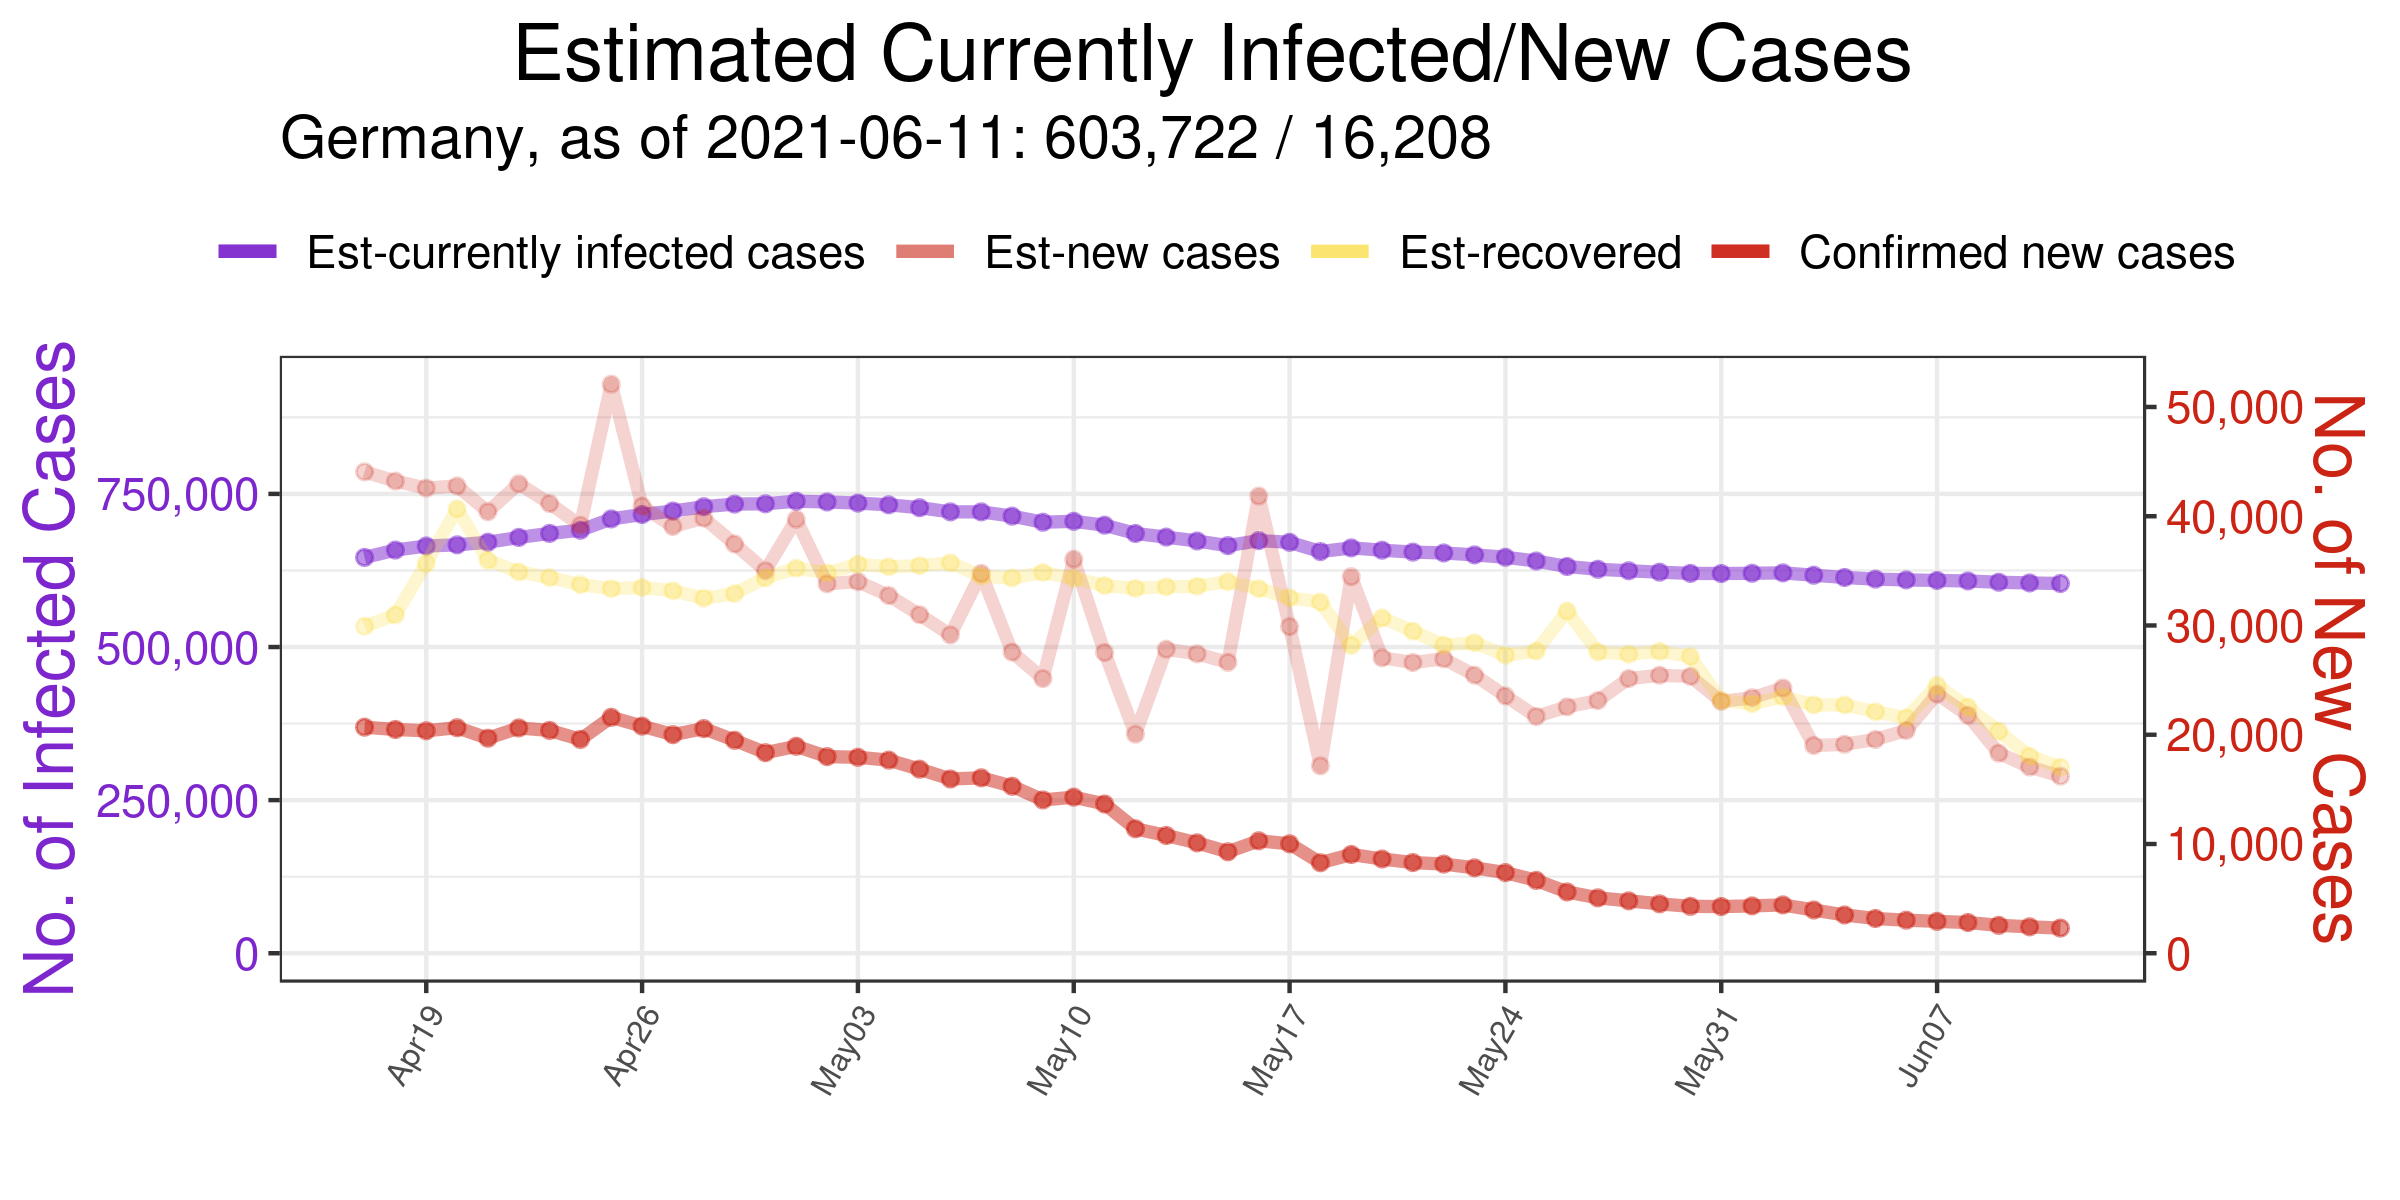 Estimated Currently Infected/New Cases
Germany, as of 2021-06-11: 603,722 / 16,208
Est-currently infected cases Est-new cases Est-recovered Confirmed new cases
No. of Infected Cases
750,000
500,000
250,000
0
50,000
40,000
30,000
20,000
10,000
0
No. of New Cases
Apr19 Apr26 May03 May10 May17 May24 May31 Jun07